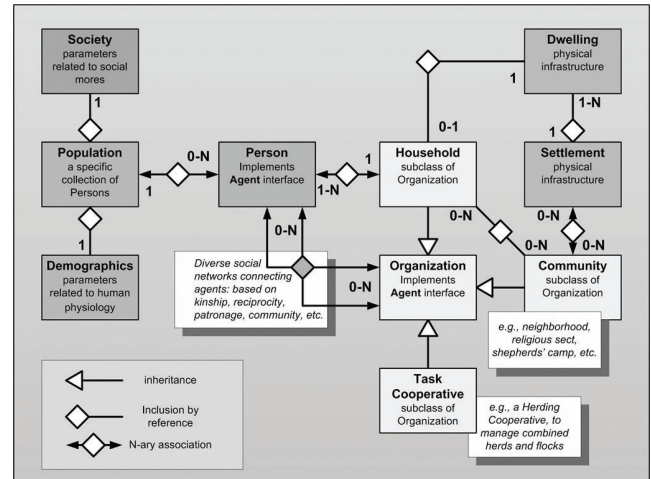 Society
parameters
related to social
mores
1
Population
a specific
collection of
Persons
1
0-N
1
Demographics
parameters
related to human
physiology
Person
Implements
Agent interface
1-N
1
0-N
Diverse social
networks connecting
agents: based on
kinship, reciprocity,
patronage, community, etc.
0-N
Household
subclass of
Organization
0-1
1
Dwelling
physical
infrastructure
1-N
1
Settlement
physical
infrastructure
0-N
0-N
0-N
0-N
Organization
Implements
Agent interface
Community
subclass of
Organization
e.g., neighborhood,
religious sect,
shepherds' camp, etc.
Task
Cooperative
subclass of
Organization
e.g., a Herding
Cooperative, to
manage combined
herds and flocks
inheritance
Inclusion by
reference
N-ary association